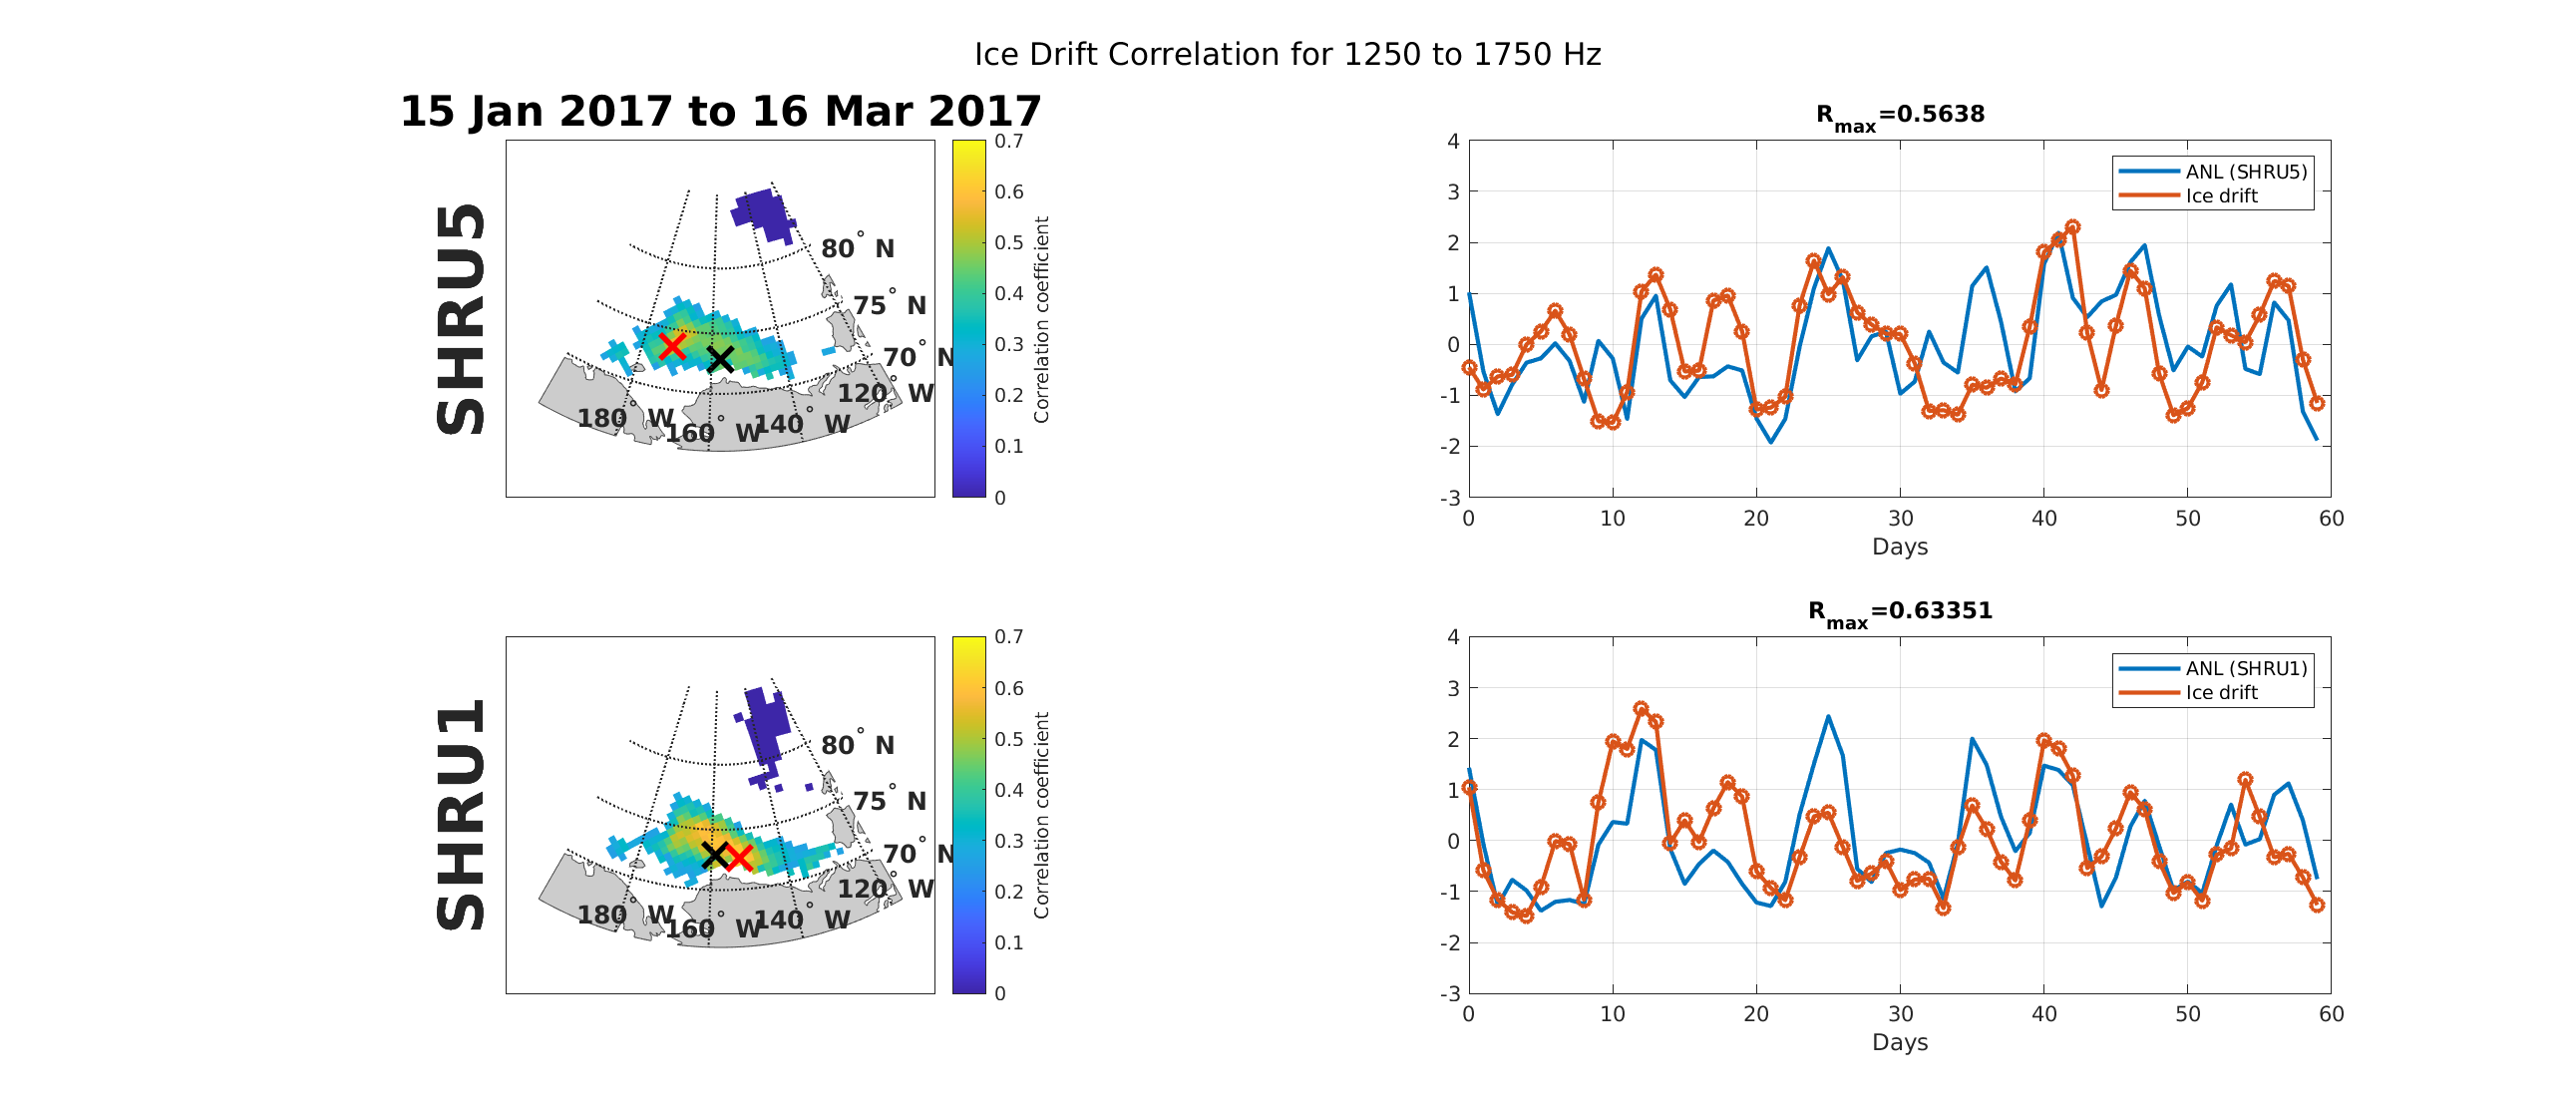 Ice Drift Correlation for 1250 to 1750 Hz
15 Jan 2017 to 16 Mar 2017
SHRU5
80° N
75° N
70° N
120° W
180° W
160° W
140° W
0.7
0.6
0.5
0.4
0.3
0.2
0.1
0
Correlation coefficient
Rmax=0.5638
ANL (SHRU5)
Ice drift
4
3
2
1
0
-1
-2
-3
0 10 20 30 40 50 60
Days
SHRU1
80° N
75° N
70° N
120° W
180° W
160° W
140° W
0.7
0.6
0.5
0.4
0.3
0.2
0.1
0
Correlation coefficient
Rmax=0.63351
ANL (SHRU1)
Ice drift
4
3
2
1
0
-1
-2
-3
0 10 20 30 40 50 60
Days